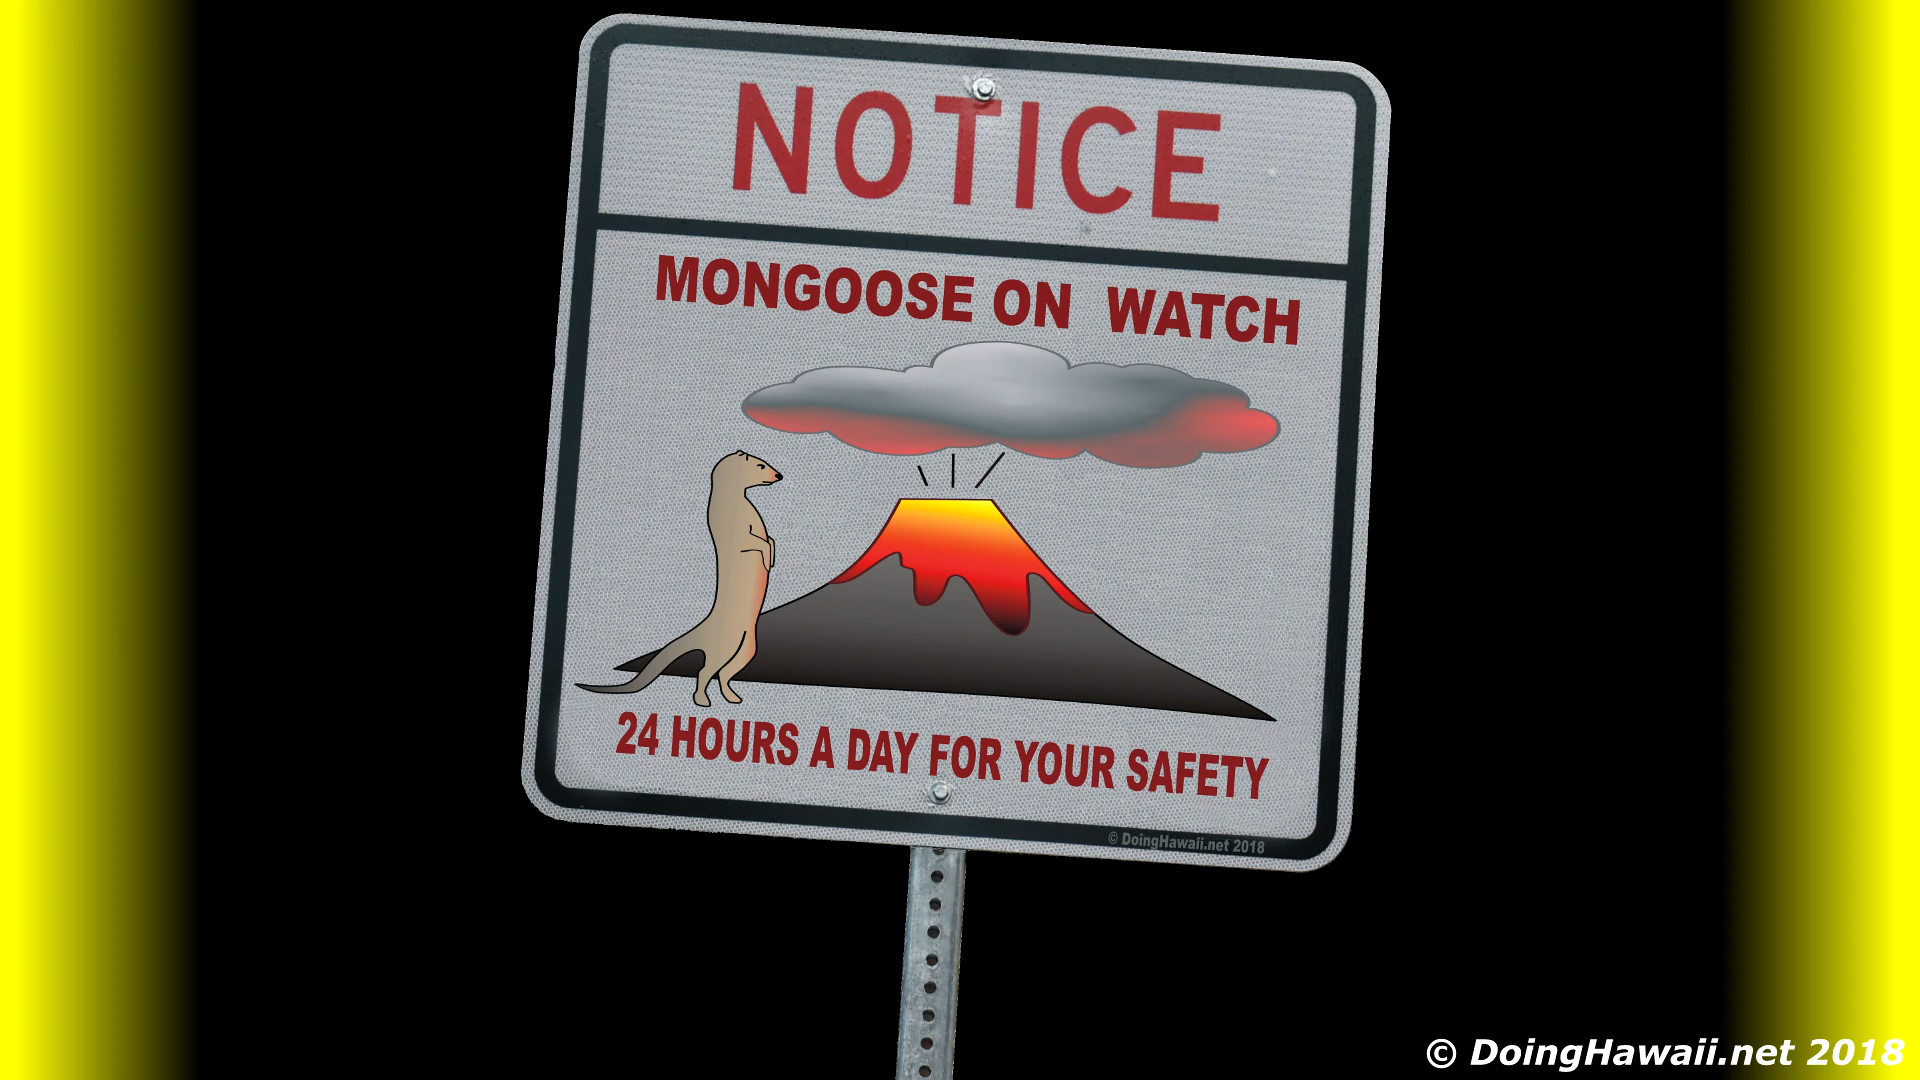 NOTICE
MONGOOSE ON WATCH
24 HOURS A DAY FOR YOUR SAFETY
© DoingHawaii.net 2018
© DoingHawaii.net 2018